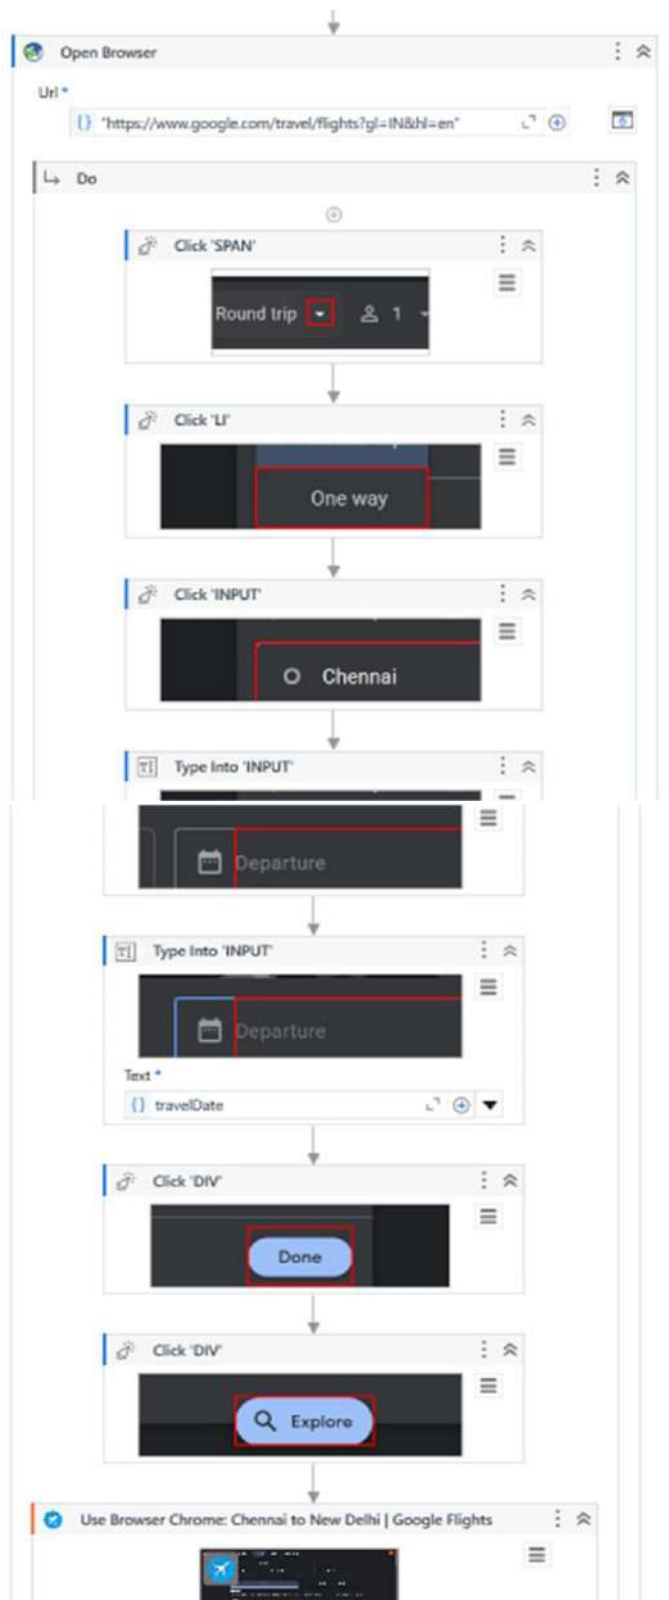 Open Browser
Url *
"https://www.google.com/travel/flights?gl=IN&hl=en"
Do
Click 'SPAN'
Round trip 1
Click 'LI'
One way
Click 'INPUT'
Chennai
Type Into 'INPUT'
Departure
Type Into 'INPUT'
Departure
Text *
travelDate
Click 'DIV'
Done
Click 'DIV'
Explore
Use Browser Chrome: Chennai to New Delhi | Google Flights